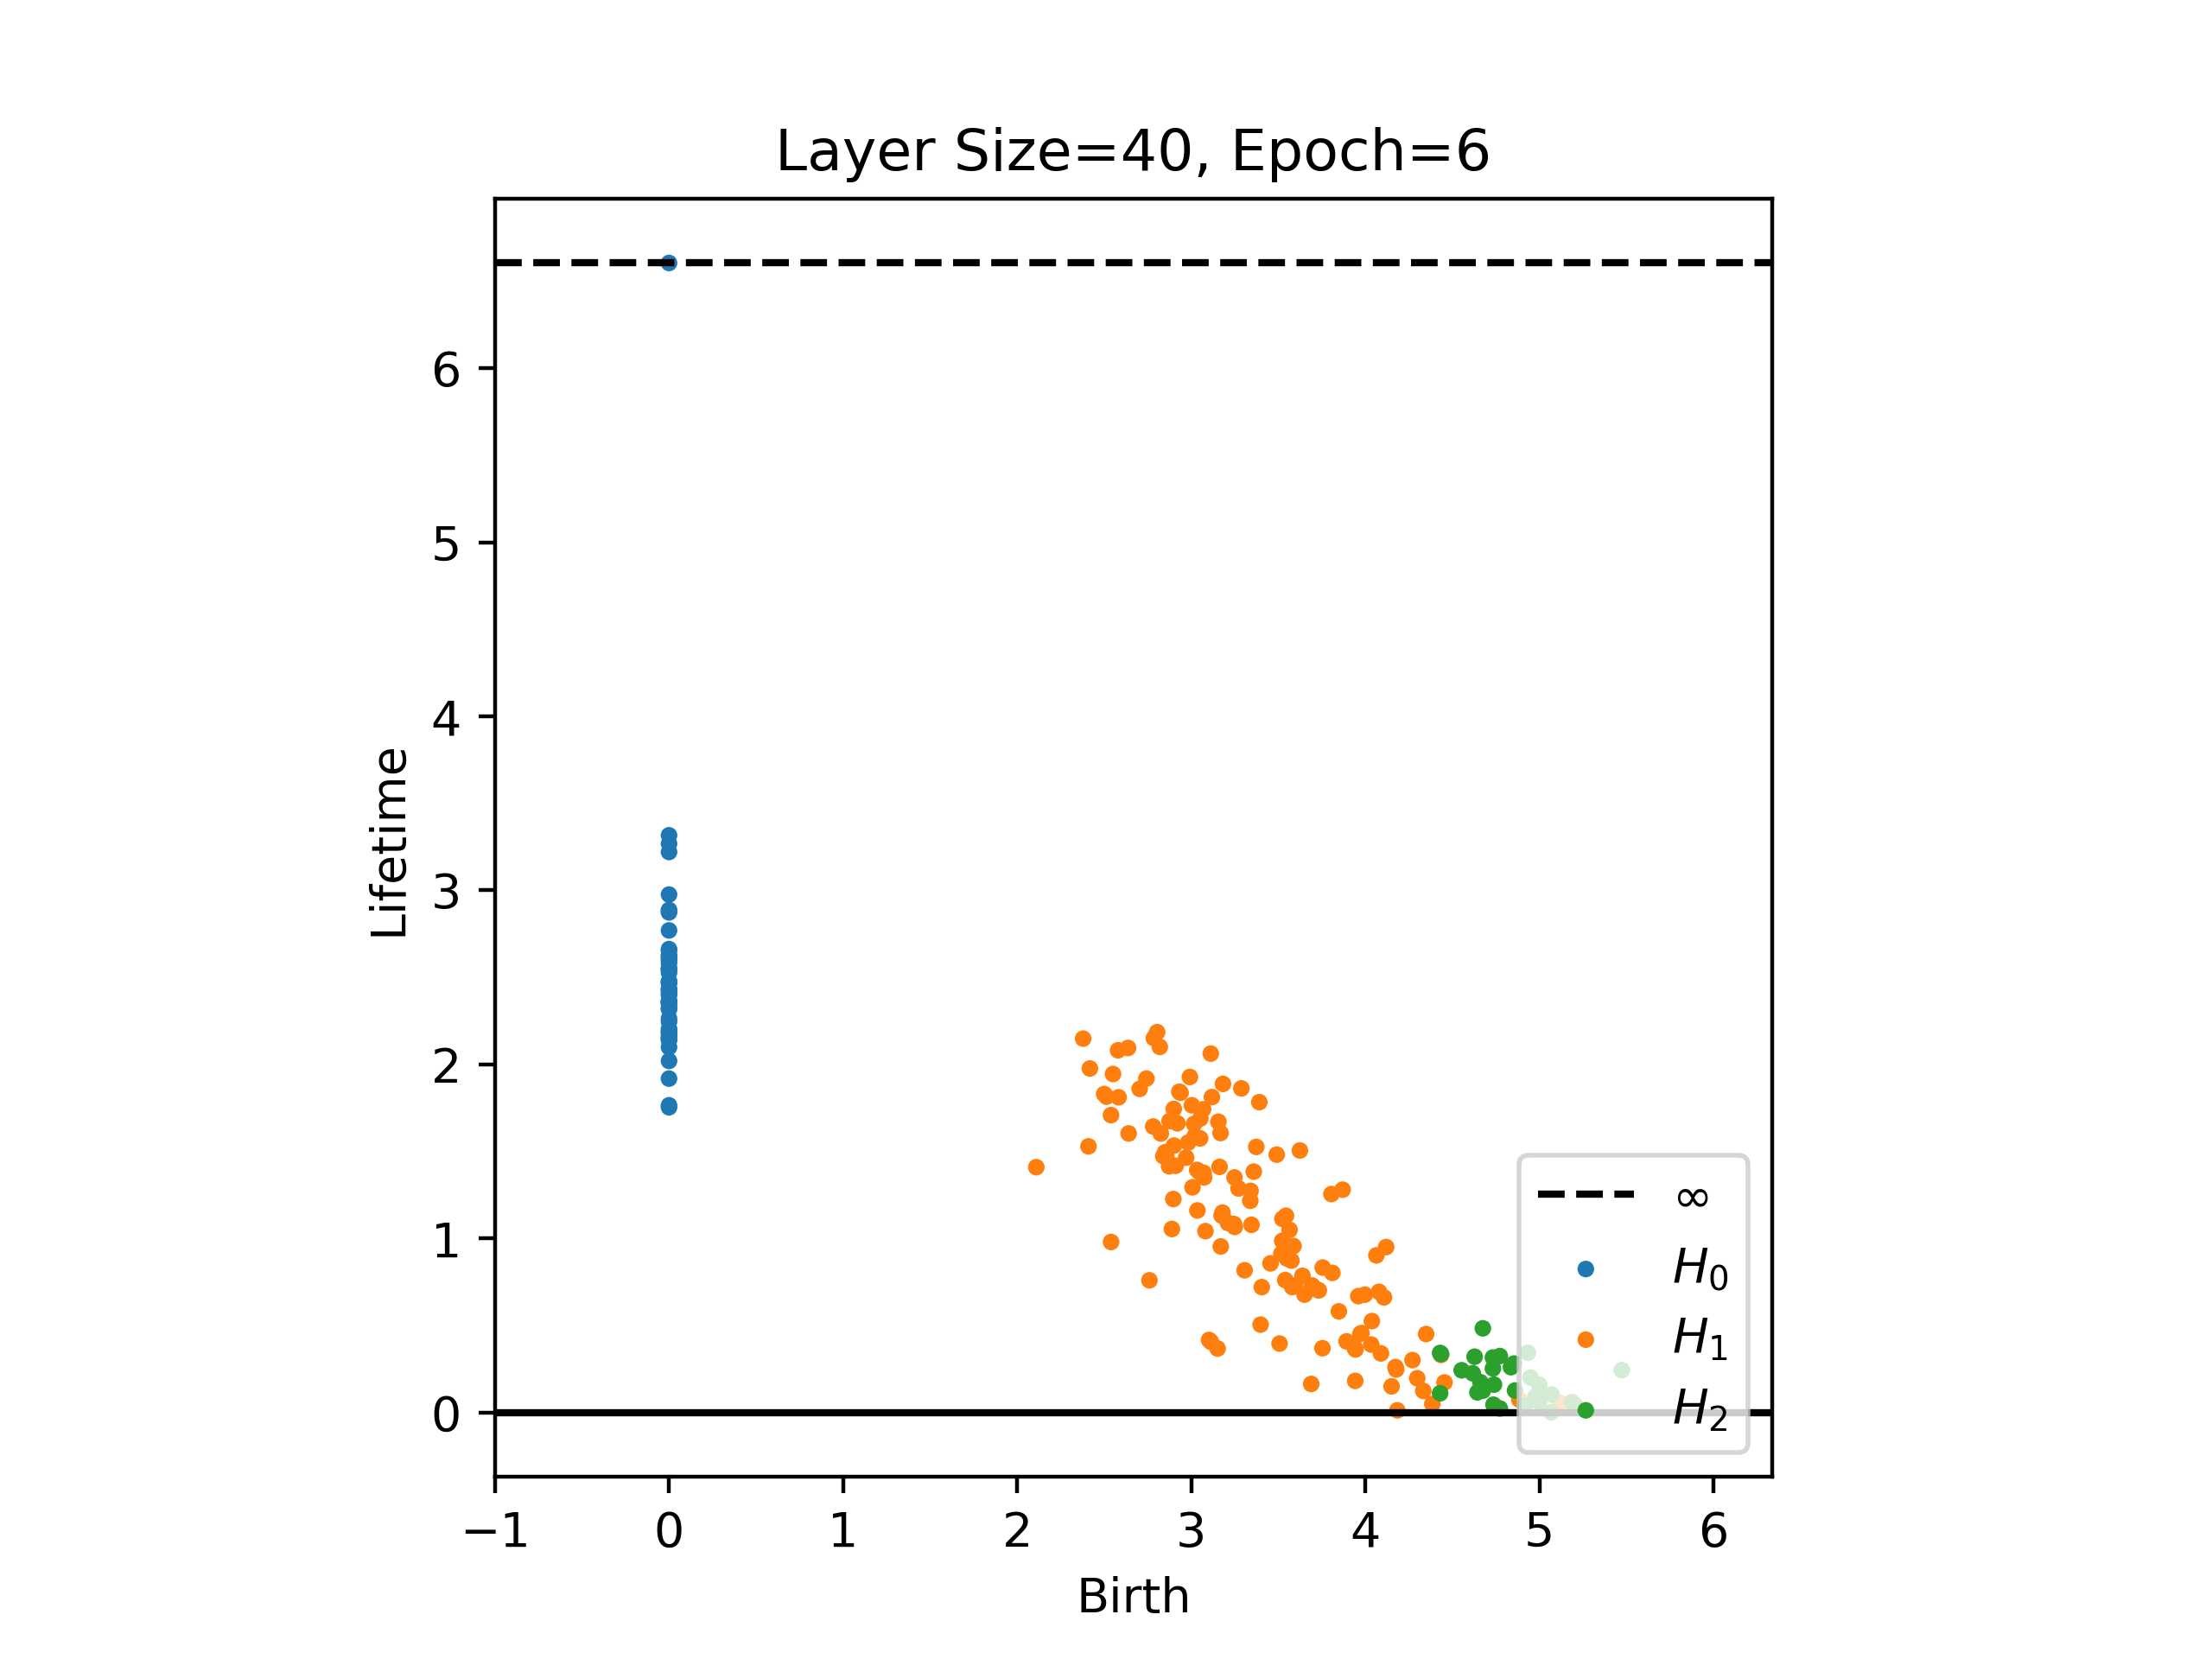 Layer Size=40, Epoch=6
Lifetime
6
5
4
3
2
1
0
∞
H₀
H₁
H₂
−1 0 1 2 3 4 5 6
Birth